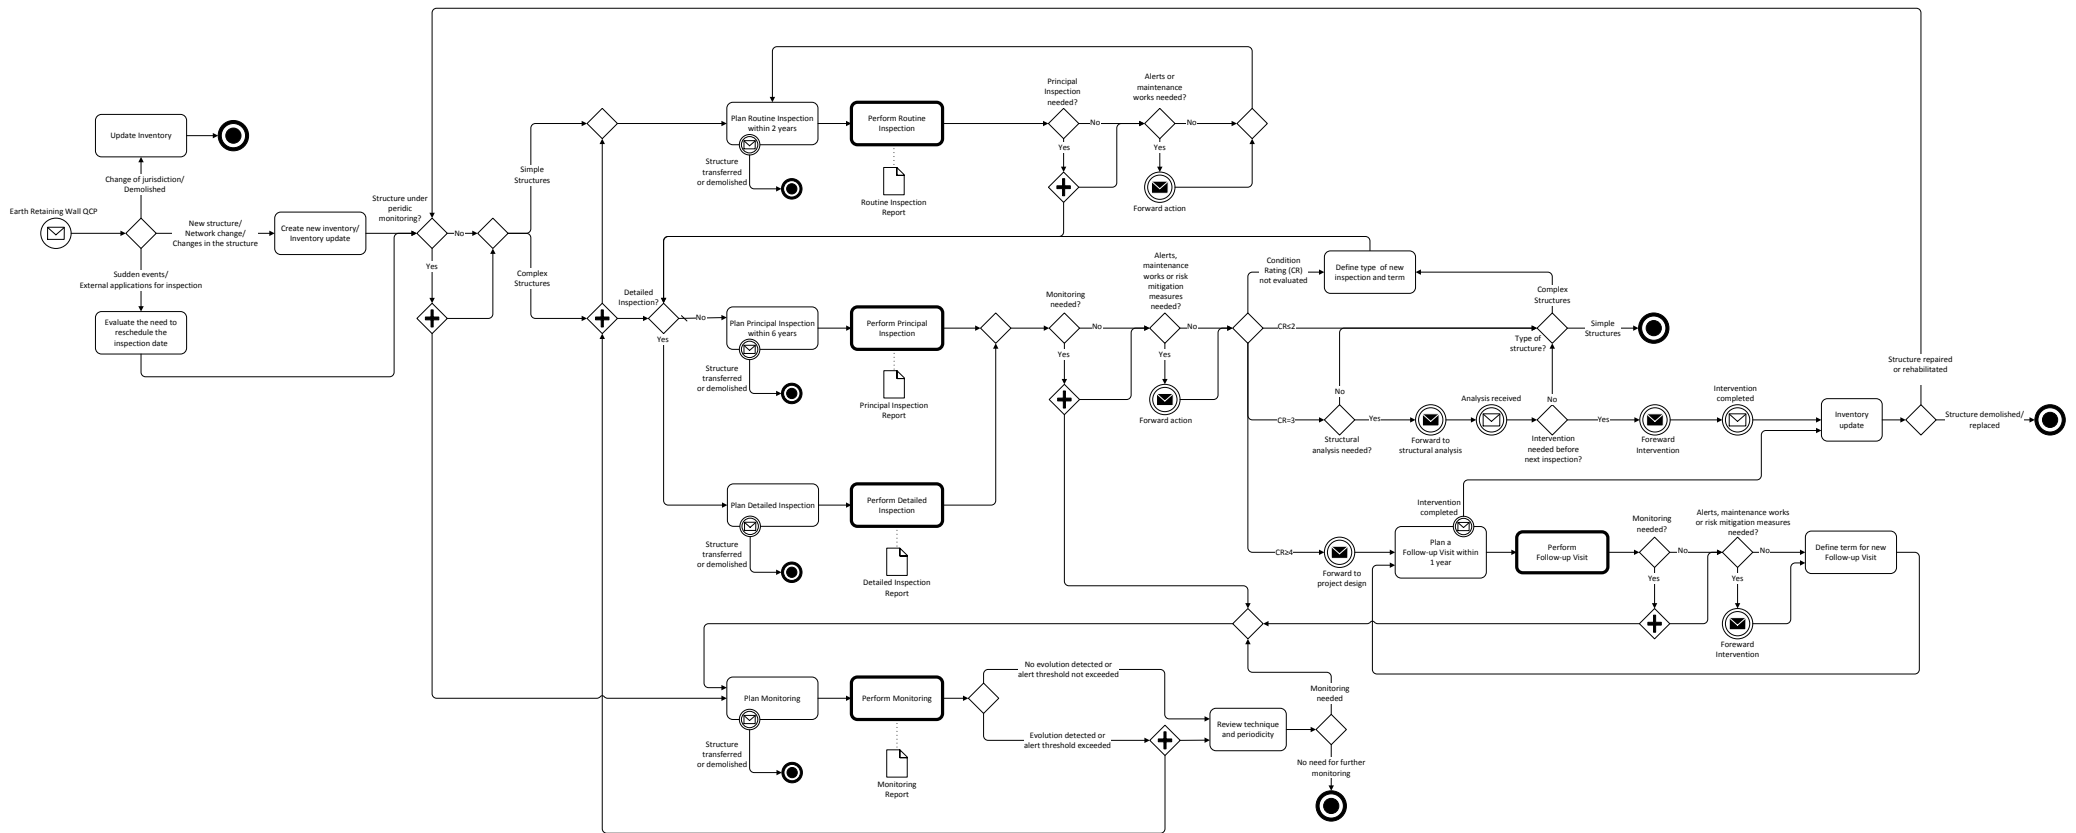 Update Inventory
Change of jurisdiction/
Demolished
Earth Retaining Wall QCP
New structure/
Network change/
Changes in the structure
Create new inventory/
Inventory update
Sudden events/
External applications for inspection
Evaluate the need to
reschedule the
inspection date
Structure under
peridic
monitoring?
No
Yes
Simple
Structures
Complex
Structures
Plan Routine Inspection
within 2 years
Structure
transferred
or demolished
Perform Routine
Inspection
Routine Inspection
Report
Principal
Inspection
needed?
No
Yes
Alerts or
maintenance
works needed?
No
Yes
Forward action
Detailed
Inspection?
No
Yes
Plan Principal Inspection
within 6 years
Structure
transferred
or demolished
Perform Principal
Inspection
Principal Inspection
Report
Monitoring
needed?
No
Yes
Alerts,
maintenance
works or risk
mitigation
measures
needed?
No
Yes
Forward action
Condition
Rating (CR)
not evaluated
Define type of new
inspection and term
CR≤2
Complex
Structures
Type of
structure?
Simple
Structures
CR=3
No
Structural
analysis needed?
Yes
Forward to
structural analysis
Analysis received
No
Intervention
needed before
next inspection?
Yes
Foreward
Intervention
Intervention
completed
Inventory
update
Structure repaired
or rehabilitated
Structure demolished/
replaced
Plan Detailed Inspection
Structure
transferred
or demolished
Perform Detailed
Inspection
Detailed Inspection
Report
CR≥4
Forward to
project design
Intervention
completed
Plan a
Follow-up Visit within
1 year
Perform
Follow-up Visit
Monitoring
needed?
No
Yes
Alerts, maintenance works
or risk mitigation measures
needed?
No
Yes
Foreward
Intervention
Define term for new
Follow-up Visit
Plan Monitoring
Structure
transferred
or demolished
Perform Monitoring
Monitoring
Report
No evolution detected or
alert threshold not exceeded
Evolution detected or
alert threshold exceeded
Review technique
and periodicity
Monitoring
needed
No need for further
monitoring